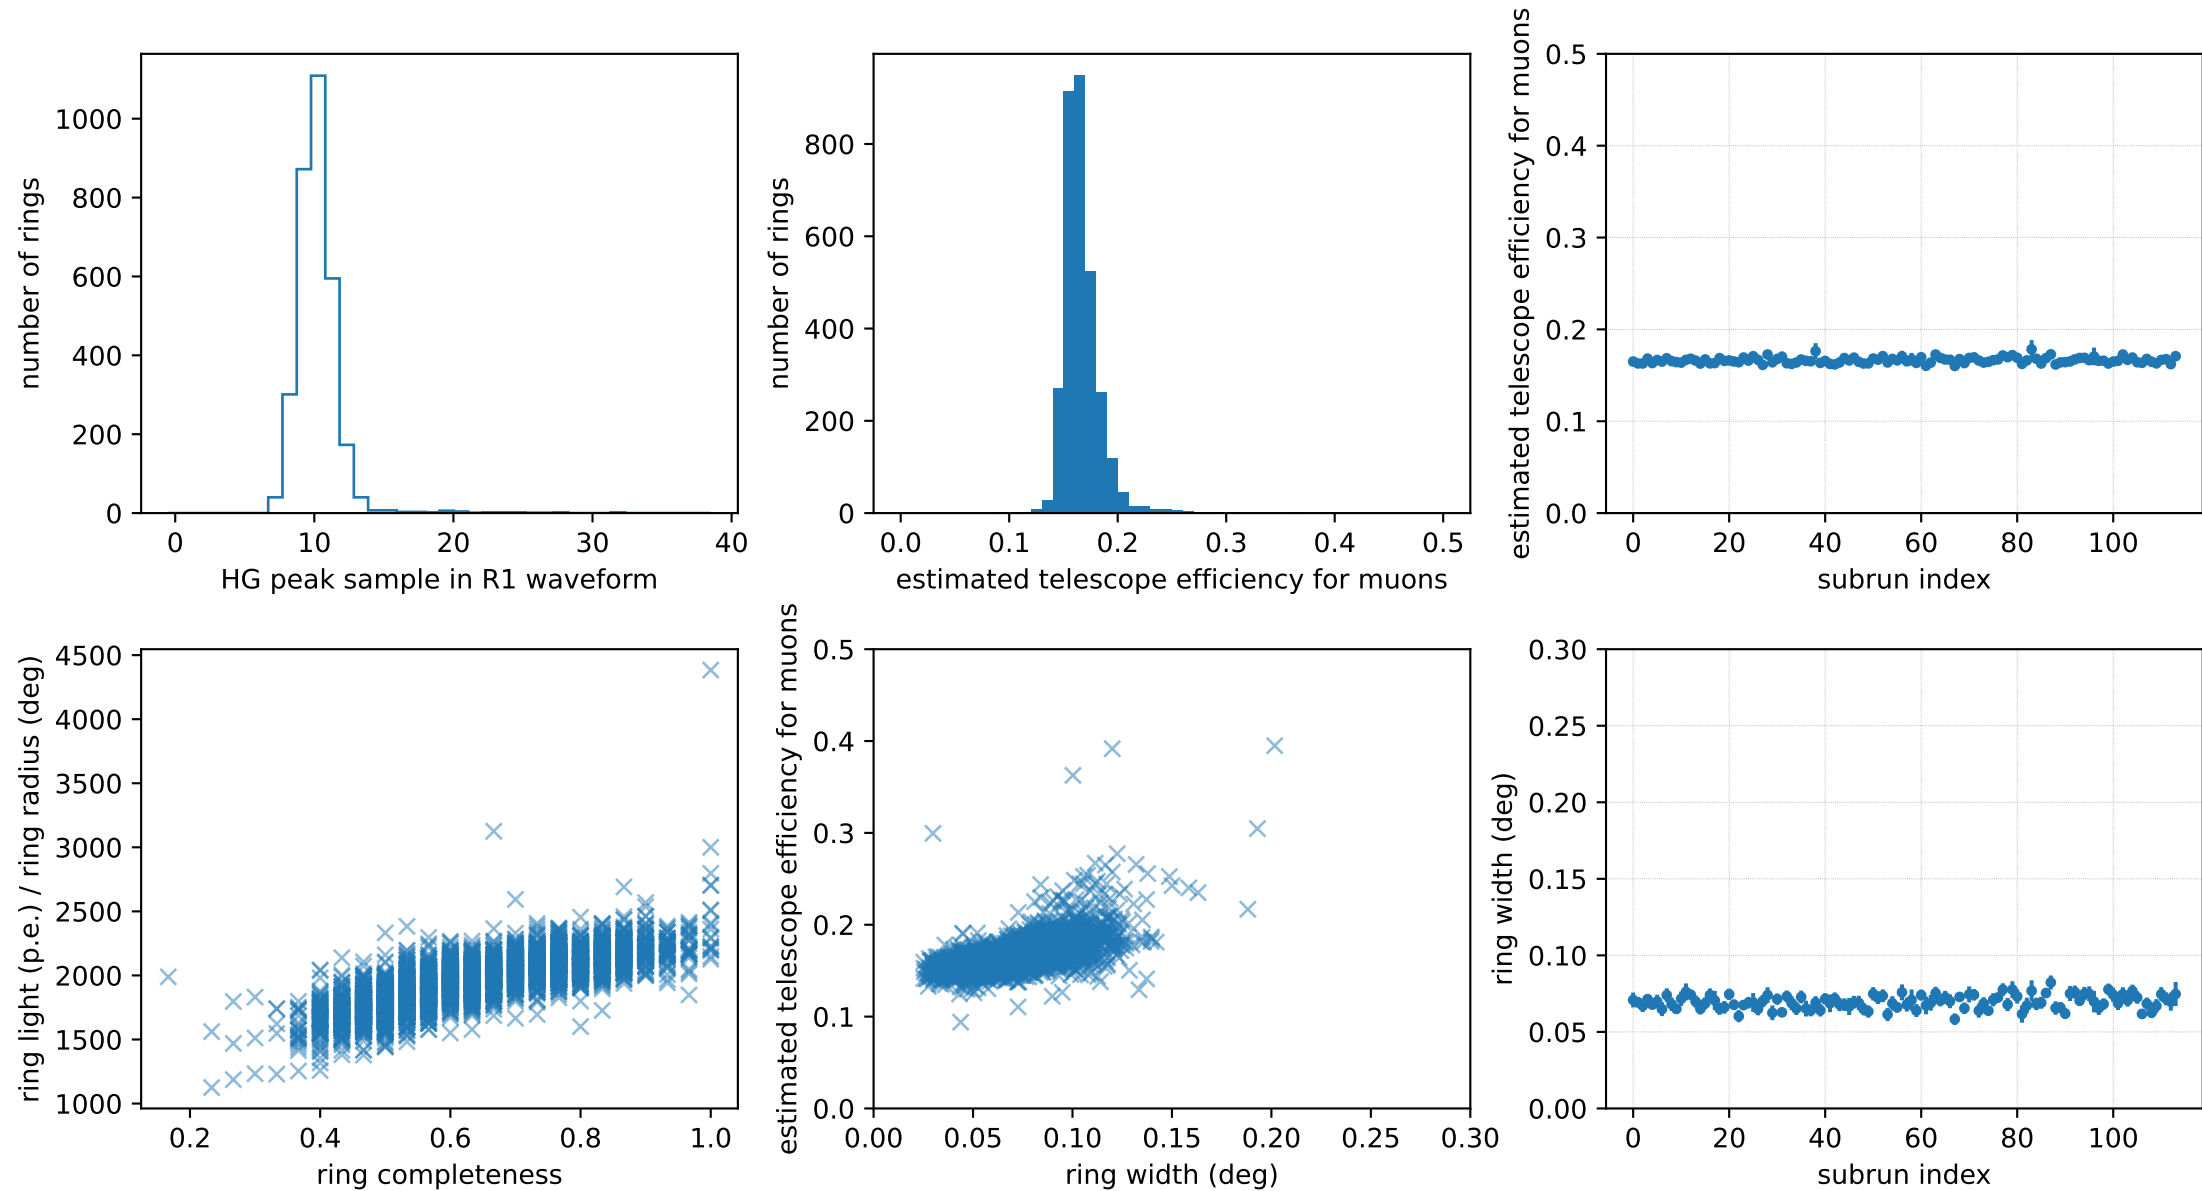 number of rings
1000
800
600
400
200
0
0 10 20 30 40
HG peak sample in R1 waveform
number of rings
800
600
400
200
0
0.0 0.1 0.2 0.3 0.4 0.5
estimated telescope efficiency for muons
estimated telescope efficiency for muons
0.5
0.4
0.3
0.2
0.1
0.0
0 20 40 60 80 100
subrun index
ring light (p.e.) / ring radius (deg)
4500
4000
3500
3000
2500
2000
1500
1000
0.2 0.4 0.6 0.8 1.0
ring completeness
estimated telescope efficiency for muons
0.5
0.4
0.3
0.2
0.1
0.0
0.00 0.05 0.10 0.15 0.20 0.25 0.30
ring width (deg)
ring width (deg)
0.30
0.25
0.20
0.15
0.10
0.05
0.00
0 20 40 60 80 100
subrun index